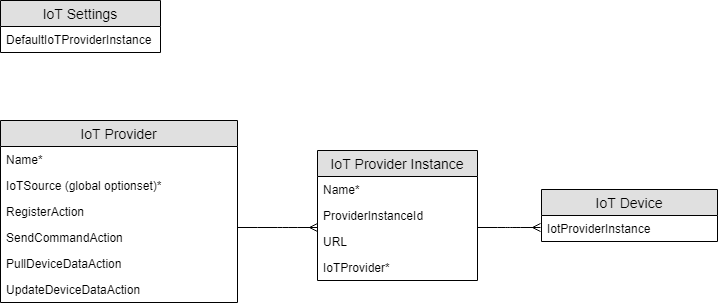 IoT Settings
DefaultIoTProviderInstance
IoT Provider
Name*
IoTSource (global optionset)*
RegisterAction
SendCommandAction
PullDeviceDataAction
UpdateDeviceDataAction
IoT Provider Instance
Name*
ProviderInstanceId
URL
IoTProvider*
IoT Device
IotProviderInstance